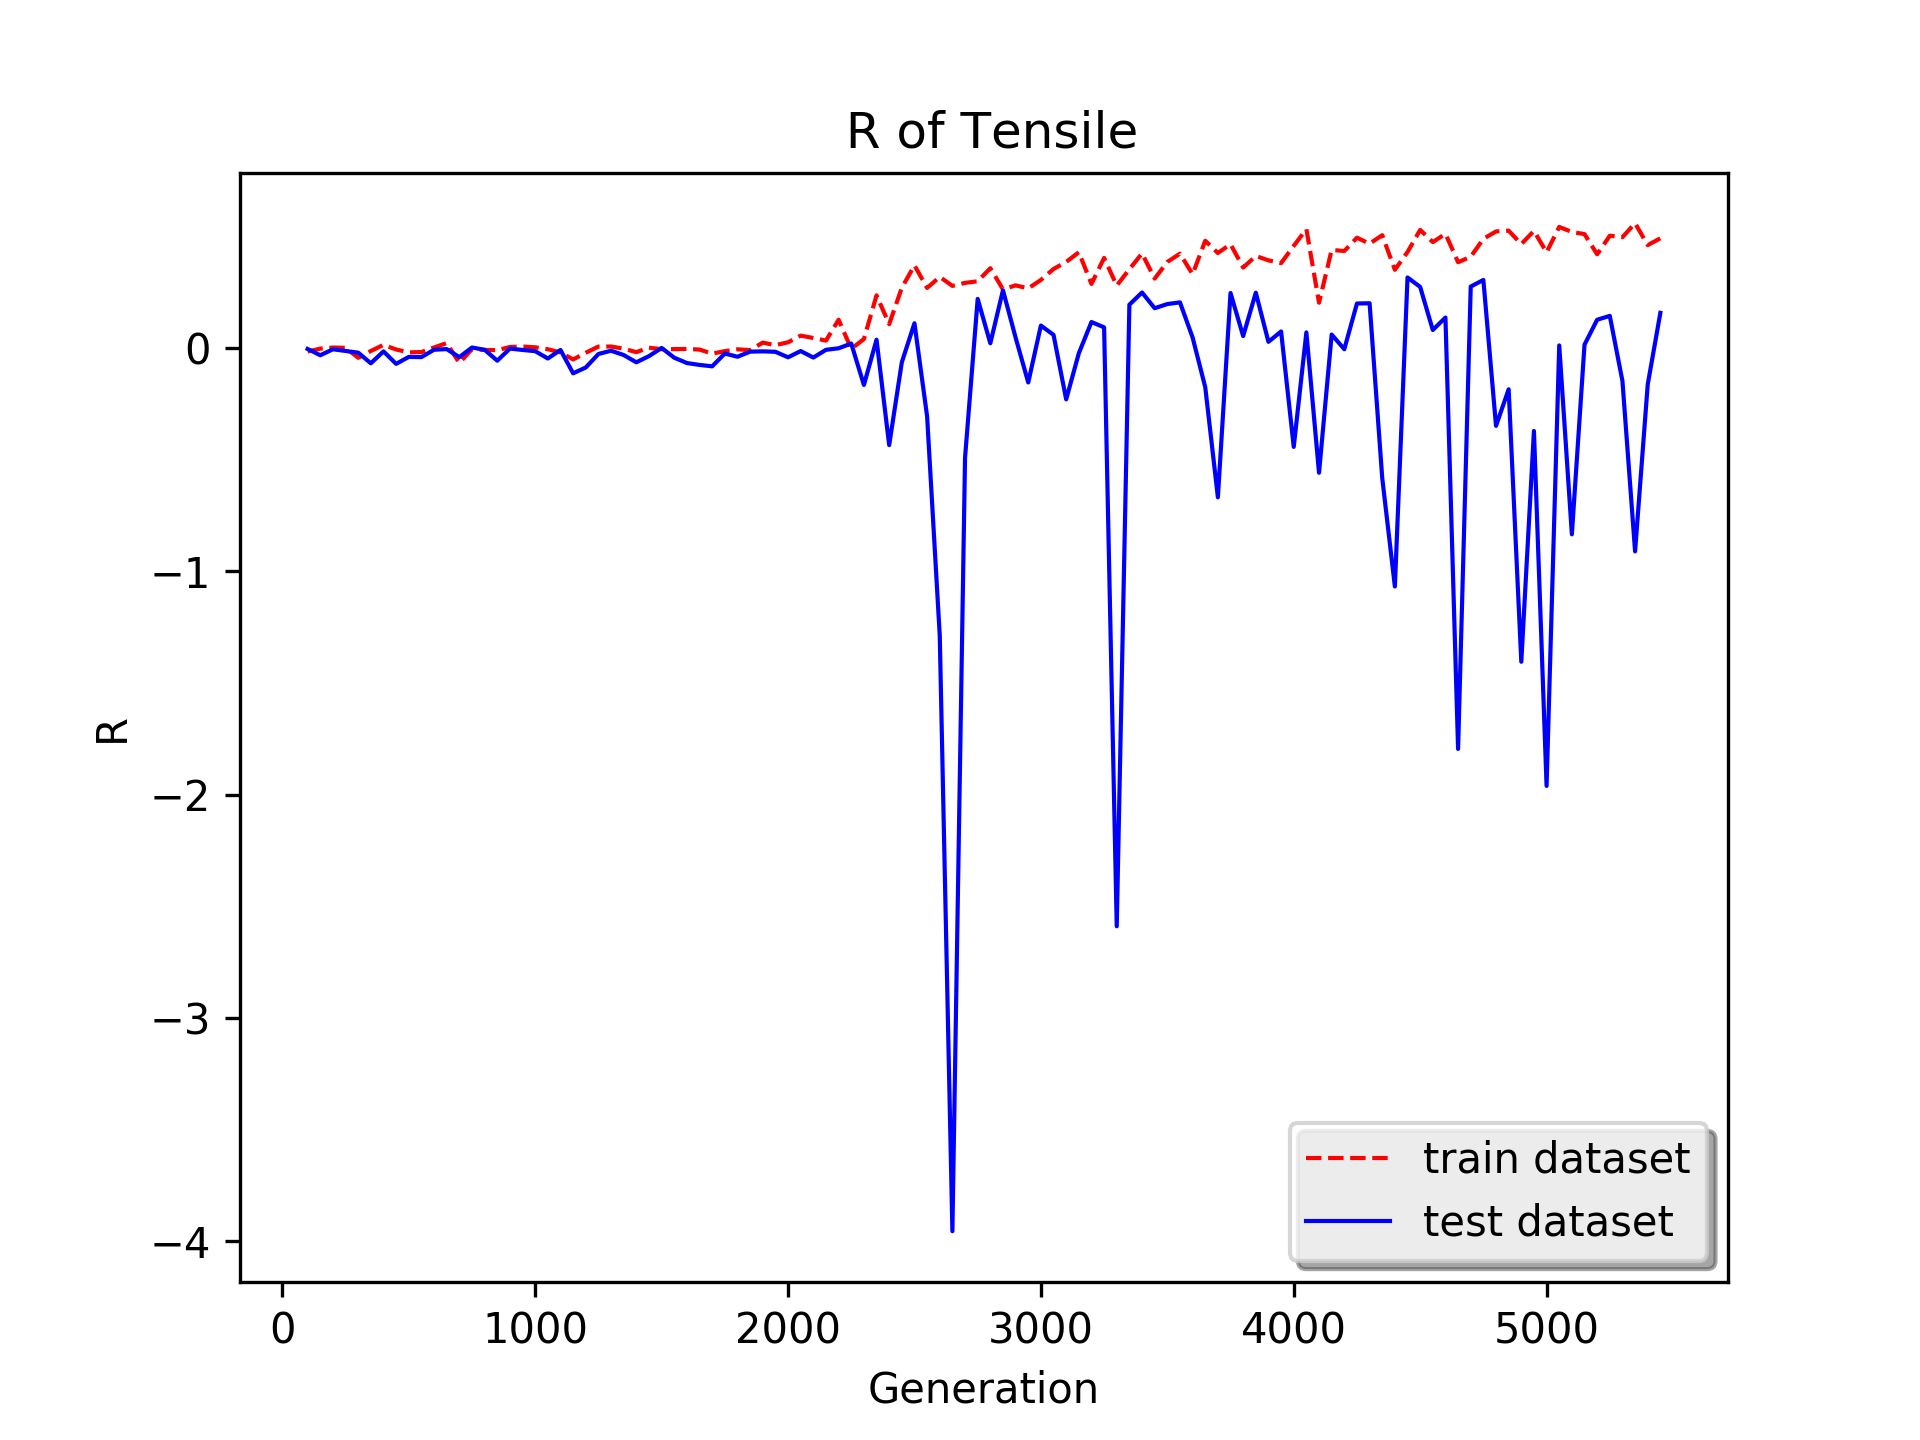 R of Tensile
R
0
−1
−2
−3
−4
train dataset
test dataset
0 1000 2000 3000 4000 5000
Generation